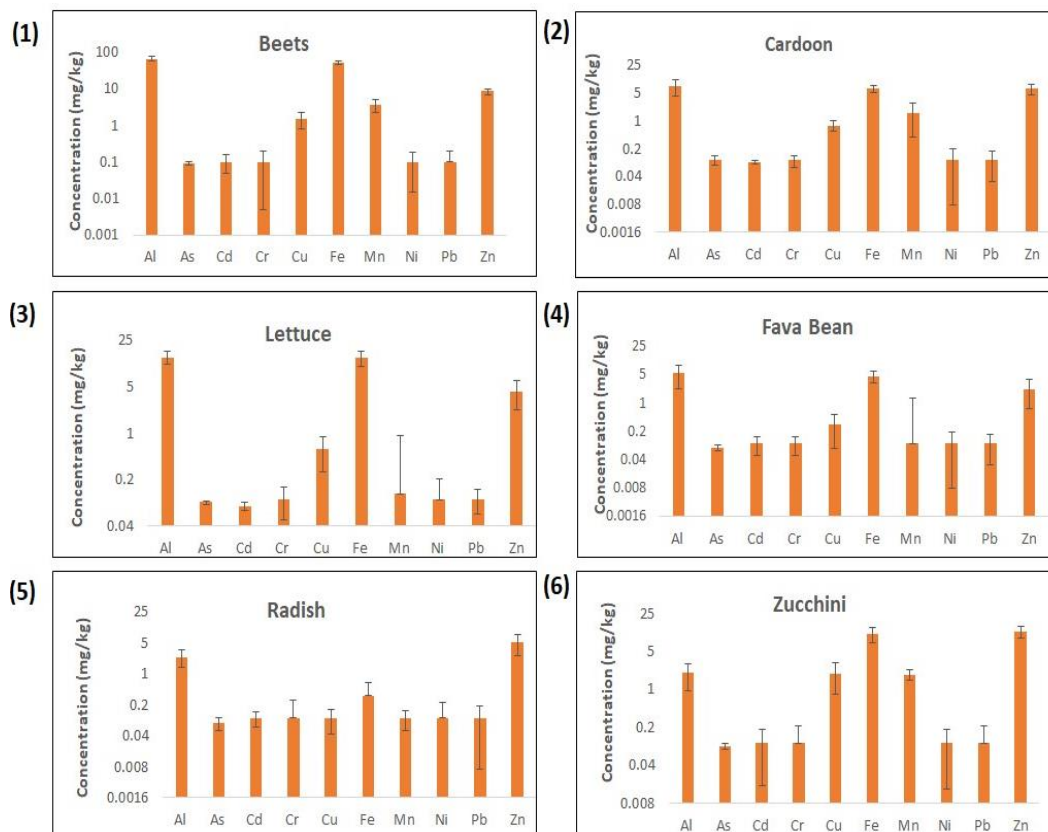 (1)
Beets
Concentration (mg/kg)
100
10
1
0.1
0.01
0.001
Al As Cd Cr Cu Fe Mn Ni Pb Zn
(2)
Cardoon
Concentration (mg/kg)
25
5
1
0.2
0.04
0.008
0.0016
Al As Cd Cr Cu Fe Mn Ni Pb Zn
(3)
Lettuce
Concentration (mg/kg)
25
5
1
0.2
0.04
Al As Cd Cr Cu Fe Mn Ni Pb Zn
(4)
Fava Bean
Concentration (mg/kg)
25
5
1
0.2
0.04
0.008
0.0016
Al As Cd Cr Cu Fe Mn Ni Pb Zn
(5)
Radish
Concentration (mg/kg)
25
5
1
0.2
0.04
0.008
0.0016
Al As Cd Cr Cu Fe Mn Ni Pb Zn
(6)
Zucchini
Concentration (mg/kg)
25
5
1
0.2
0.04
0.008
Al As Cd Cr Cu Fe Mn Ni Pb Zn